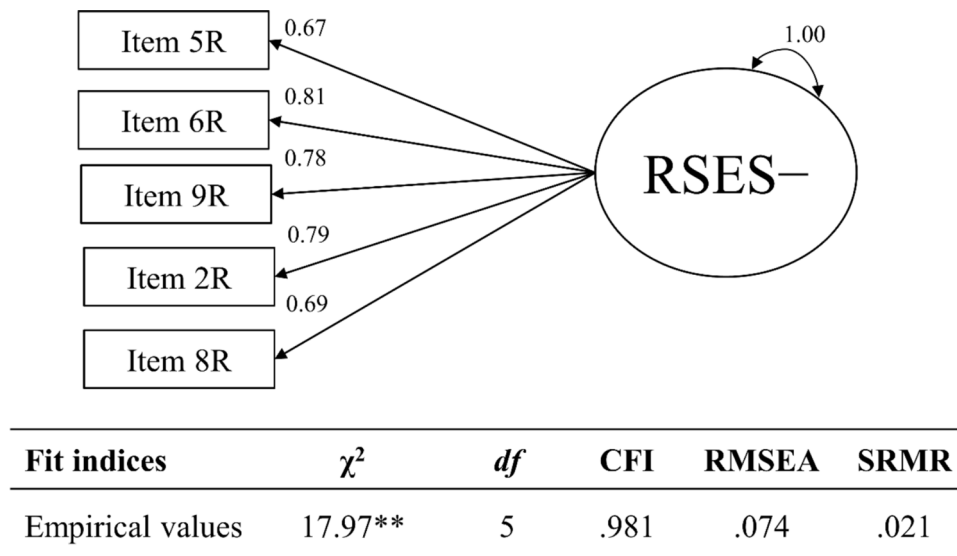 Item 5R
0.67
1.00
Item 6R
0.81
Item 9R
0.78
RSES–
Item 2R
0.79
Item 8R
0.69
Fit indices χ² df CFI RMSEA SRMR
Empirical values 17.97** 5 .981 .074 .021